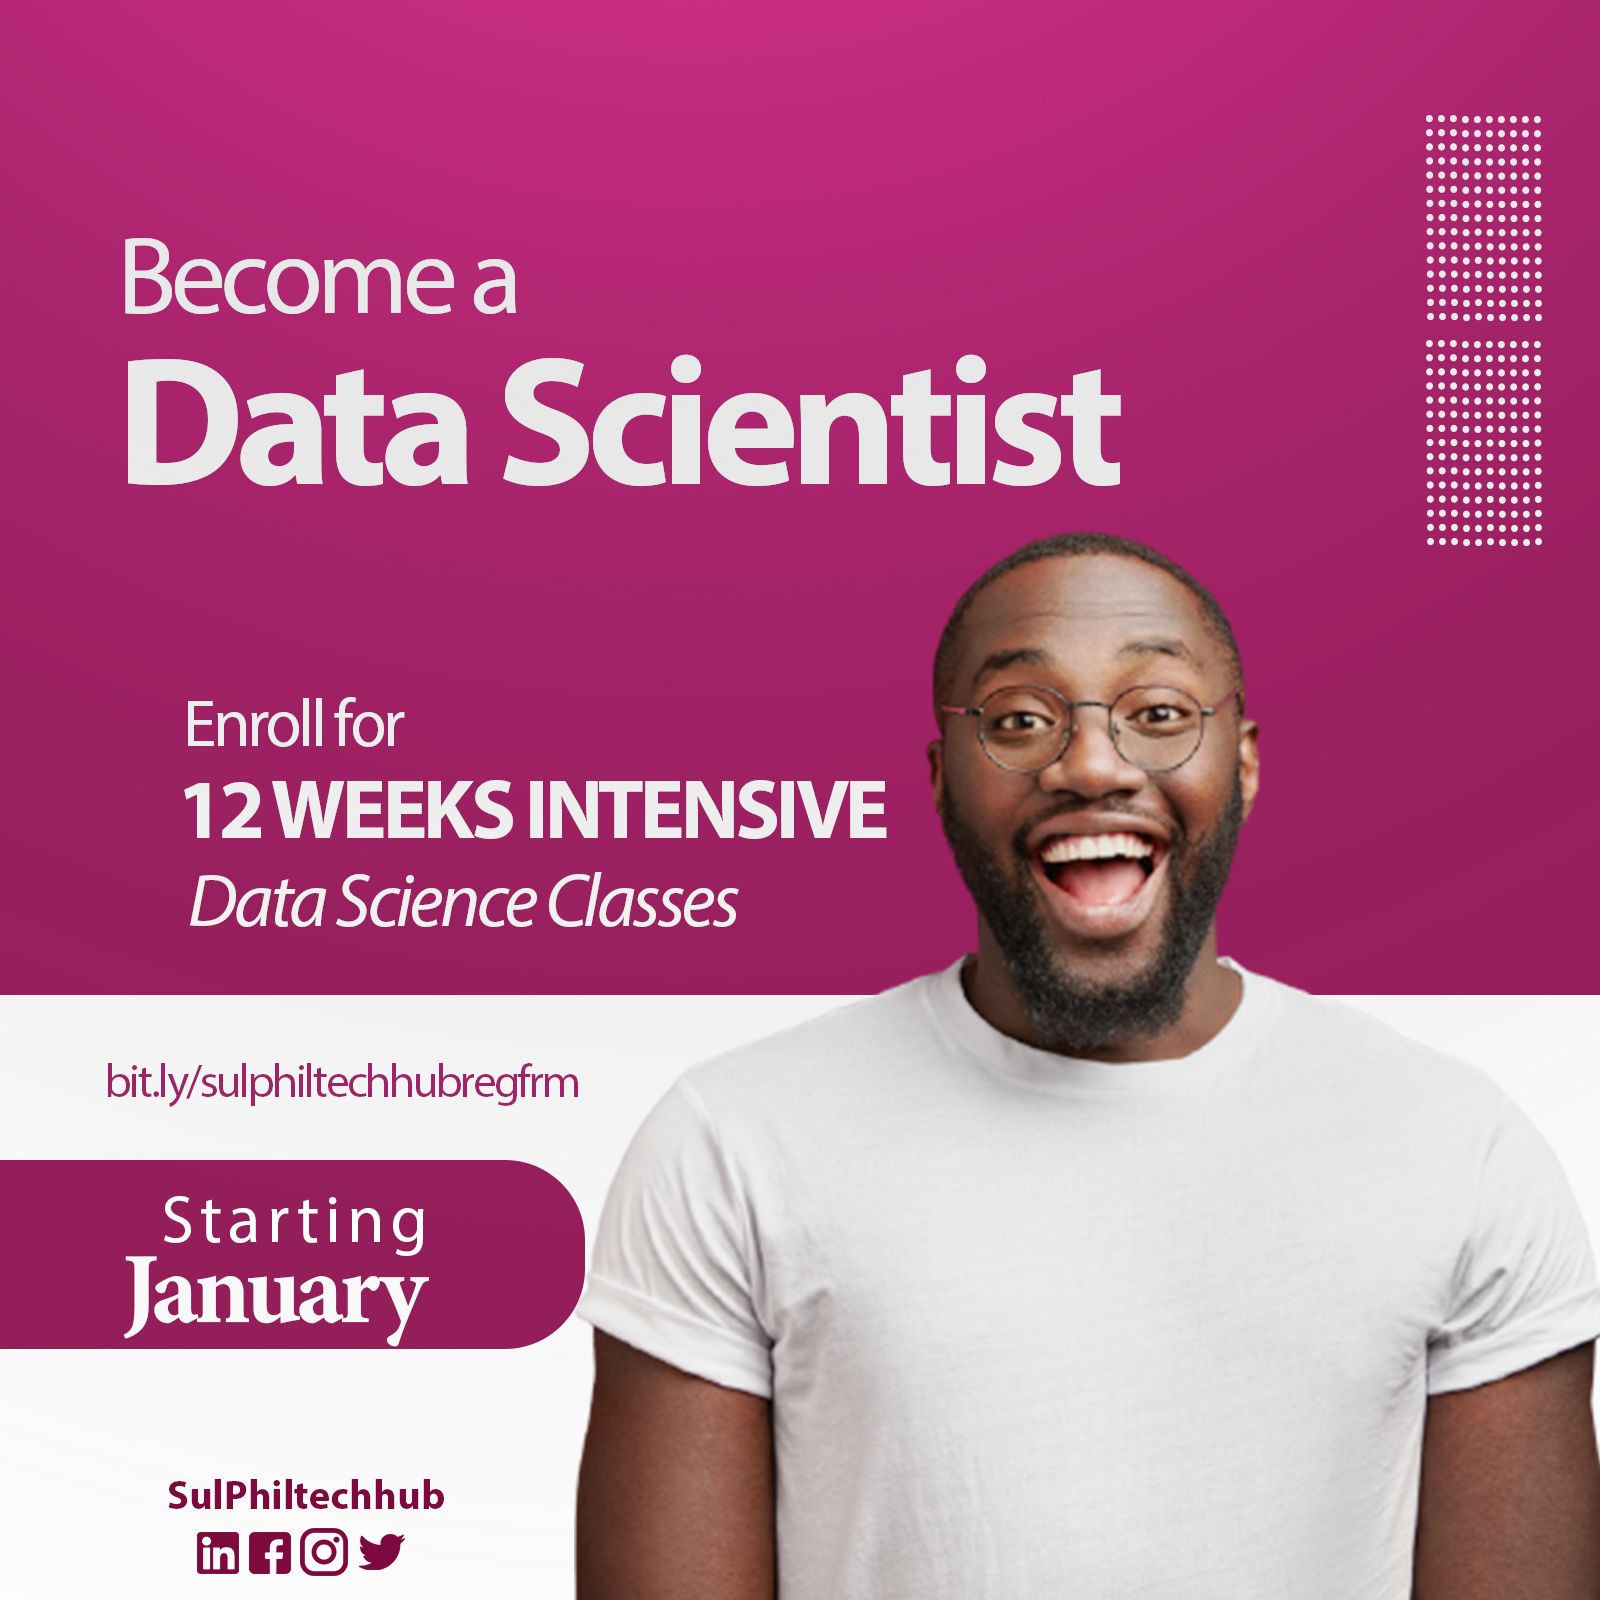 Become a
Data Scientist
Enroll for
12 WEEKS INTENSIVE
Data Science Classes
bit.ly/sulphiltechhubregfrm
Starting
January
SulPhiltechhub